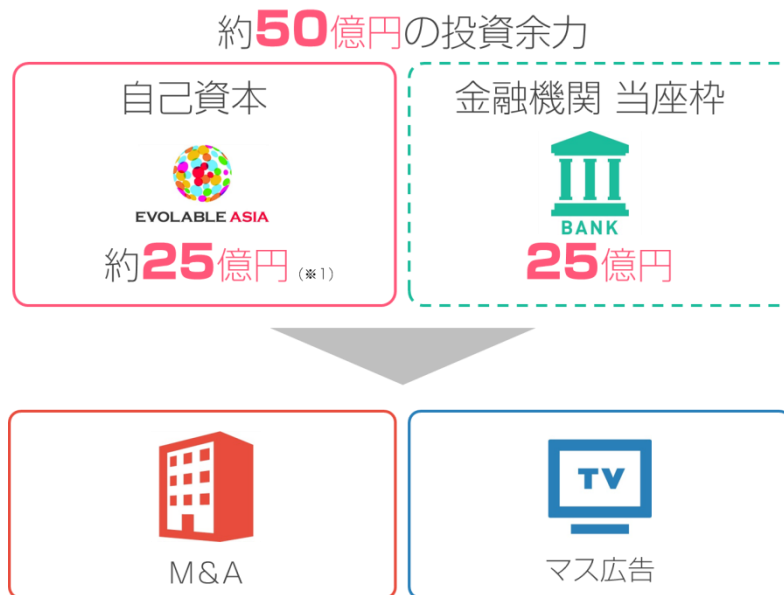 約50億円の投資余力
自己資本
EVOLABLE ASIA
約25億円（※1）
金融機関 当座枠
BANK
25億円
M&A
TV
マス広告